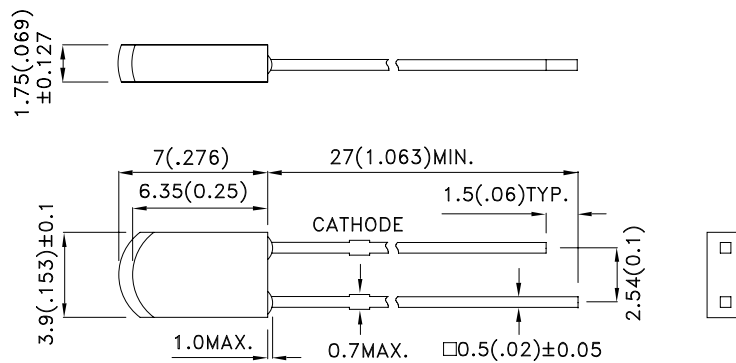 1.75(.069)
±0.127
7(.276)
27(1.063)MIN.
6.35(0.25)
1.5(.06)TYP.
CATHODE
3.9(.153)±0.1
2.54(0.1)
1.0MAX.
0.7MAX.
□0.5(.02)±0.05